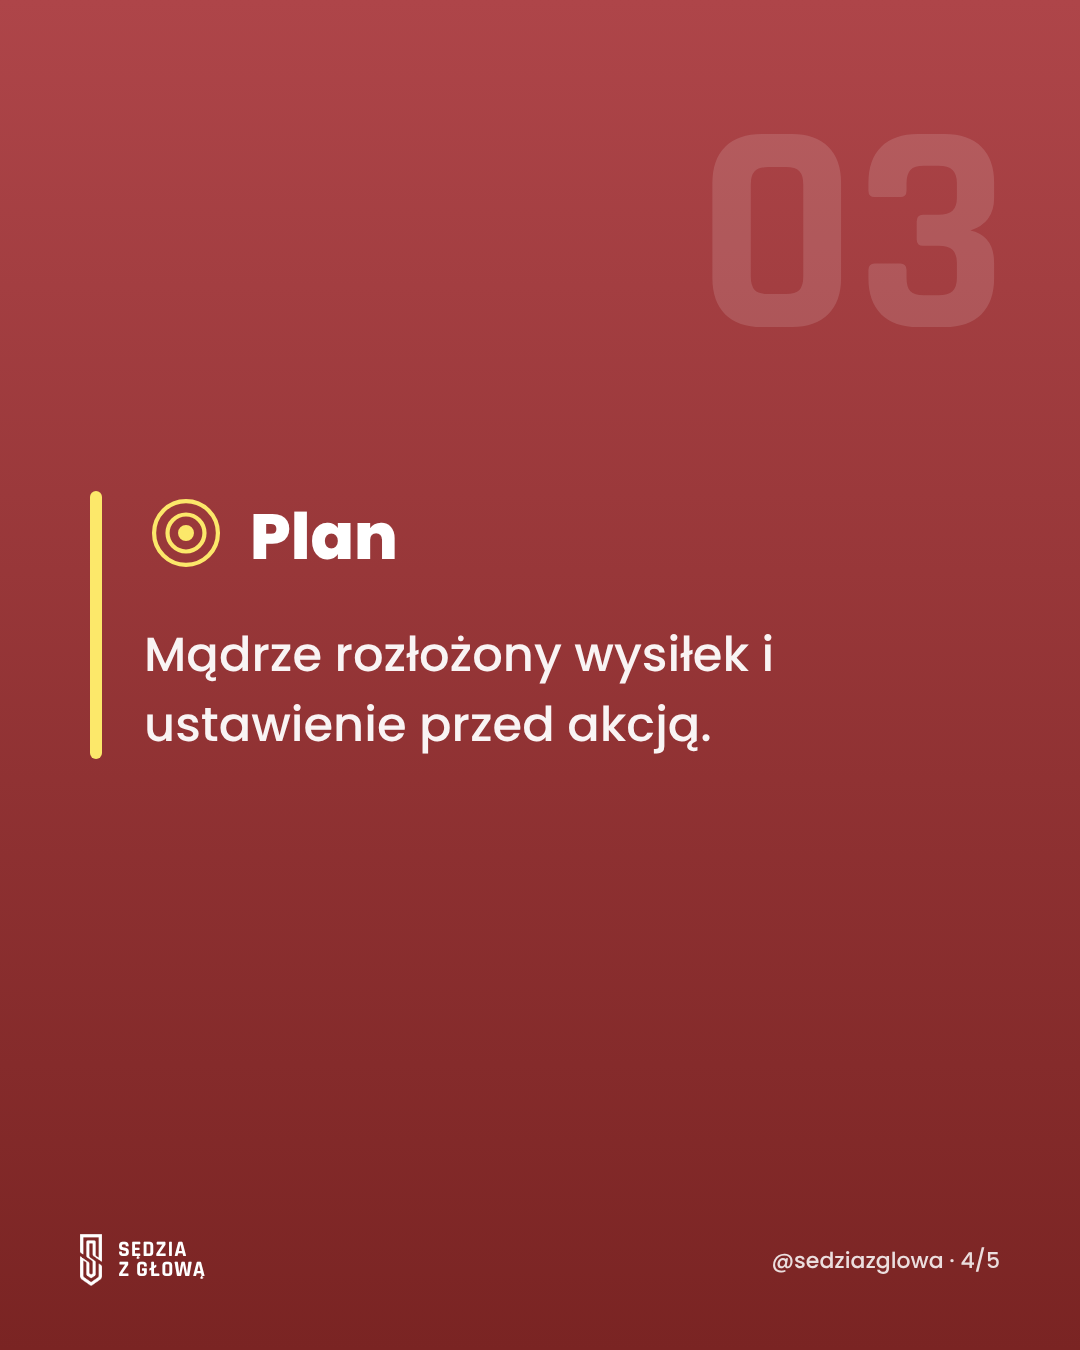 03
Plan
Mądrze rozłożony wysiłek i
ustawienie przed akcją.
SĘDZIA
Z GŁOWĄ
@sedziazglowa · 4/5